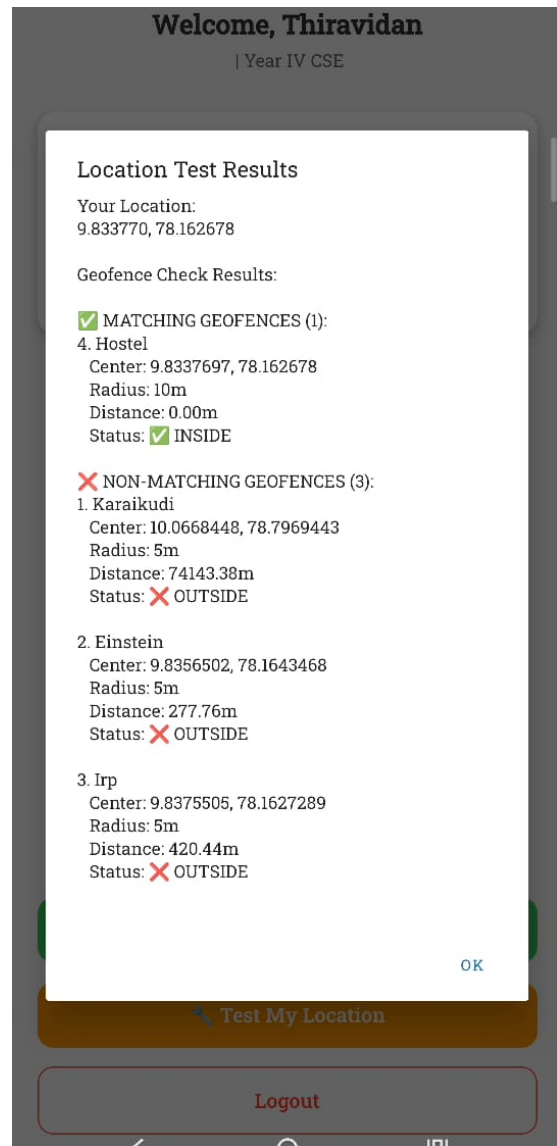 Welcome, Thiravidan
| Year IV CSE
Location Test Results
Your Location:
9.833770, 78.162678
Geofence Check Results:
✅ MATCHING GEOFENCES (1):
4. Hostel
Center: 9.8337697, 78.162678
Radius: 10m
Distance: 0.00m
Status: ✅ INSIDE
❌ NON-MATCHING GEOFENCES (3):
1. Karaikudi
Center: 10.0668448, 78.7969443
Radius: 5m
Distance: 74143.38m
Status: ❌ OUTSIDE
2. Einstein
Center: 9.8356502, 78.1643468
Radius: 5m
Distance: 277.76m
Status: ❌ OUTSIDE
3. Irp
Center: 9.8375505, 78.1627289
Radius: 5m
Distance: 420.44m
Status: ❌ OUTSIDE
OK
🔧 Test My Location
Logout